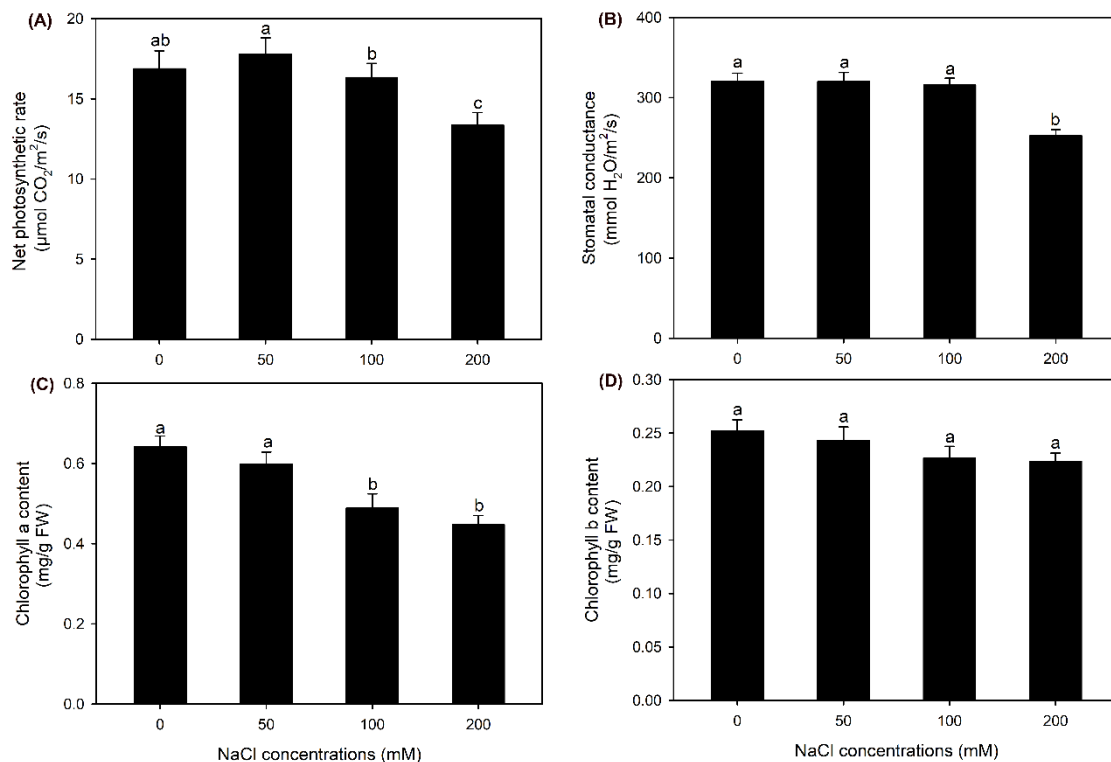 (A)
Net photosynthetic rate
(µmol CO₂/m²/s)
20
15
10
5
0
ab
a
b
c
0 50 100 200
(B)
Stomatal conductance
(mmol H₂O/m²/s)
400
300
200
100
0
a
a
a
b
0 50 100 200
(C)
Chlorophyll a content
(mg/g FW)
0.8
0.6
0.4
0.2
0.0
a
a
b
b
0 50 100 200
NaCl concentrations (mM)
(D)
Chlorophyll b content
(mg/g FW)
0.30
0.25
0.20
0.15
0.10
0.05
0.00
a
a
a
a
0 50 100 200
NaCl concentrations (mM)